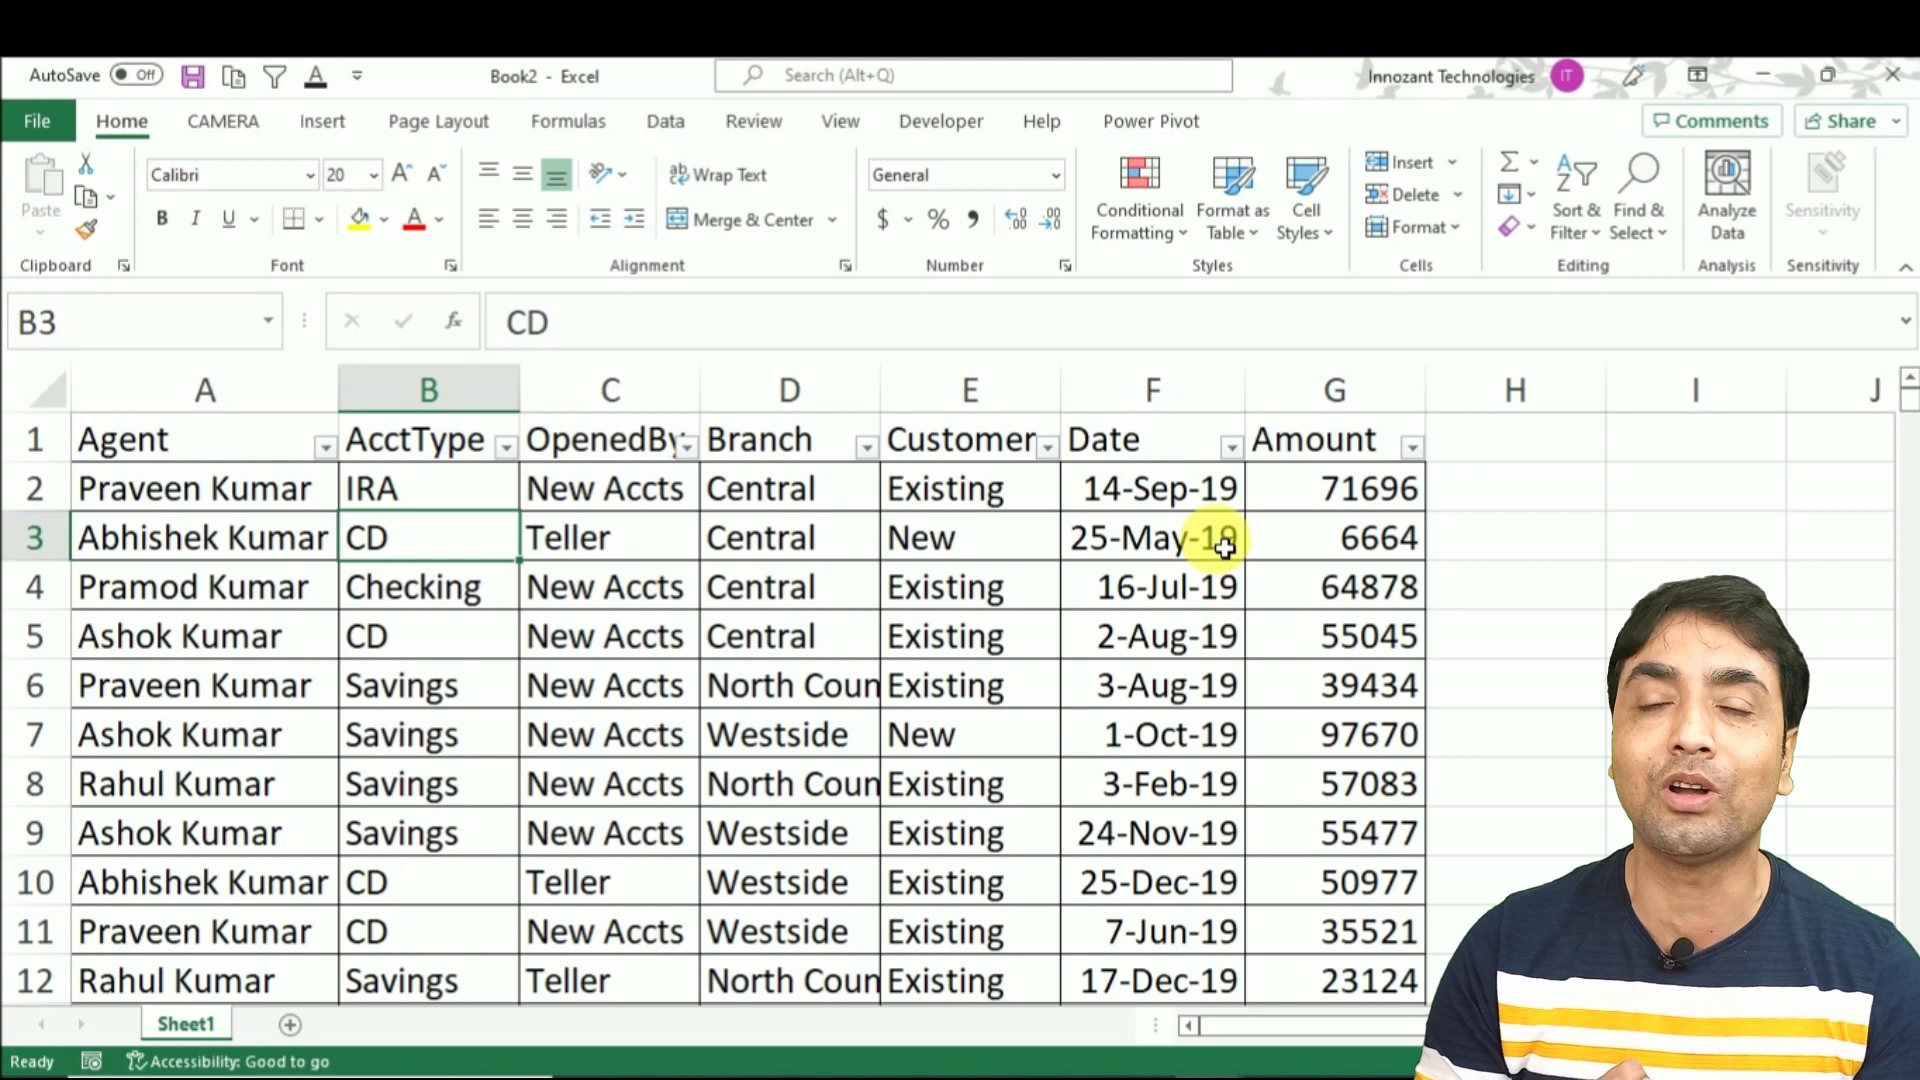 AutoSave Off Book2 - Excel Search (Alt+Q) Innozant Technologies IT
File Home CAMERA Insert Page Layout Formulas Data Review View Developer Help Power Pivot Comments Share
Paste Calibri 20 Wrap Text General Conditional Formatting Format as Table Cell Styles Insert Sort & Filter Find & Select Analyze Data Sensitivity
B I U Merge & Center $ % Delete
Format
Clipboard Font Alignment Number Styles Cells Editing Analysis Sensitivity
B3 fx CD
A B C D E F G H I J
1 Agent AcctType OpenedBy Branch Customer Date Amount
2 Praveen Kumar IRA New Accts Central Existing 14-Sep-19 71696
3 Abhishek Kumar CD Teller Central New 25-May-19 6664
4 Pramod Kumar Checking New Accts Central Existing 16-Jul-19 64878
5 Ashok Kumar CD New Accts Central Existing 2-Aug-19 55045
6 Praveen Kumar Savings New Accts North Coun Existing 3-Aug-19 39434
7 Ashok Kumar Savings New Accts Westside New 1-Oct-19 97670
8 Rahul Kumar Savings New Accts North Coun Existing 3-Feb-19 57083
9 Ashok Kumar Savings New Accts Westside Existing 24-Nov-19 55477
10 Abhishek Kumar CD Teller Westside Existing 25-Dec-19 50977
11 Praveen Kumar CD New Accts Westside Existing 7-Jun-19 35521
12 Rahul Kumar Savings Teller North Coun Existing 17-Dec-19 23124
Sheet1
Ready Accessibility: Good to go